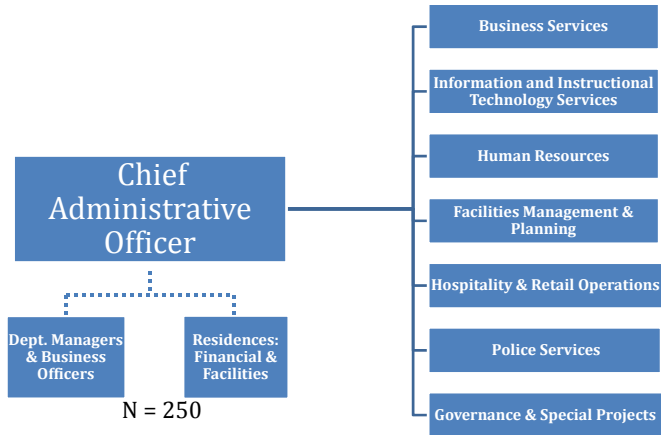 Chief
Administrative
Officer
Dept. Managers
& Business
Officers
Residences:
Financial &
Facilities
N = 250
Business Services
Information and Instructional
Technology Services
Human Resources
Facilities Management &
Planning
Hospitality & Retail Operations
Police Services
Governance & Special Projects